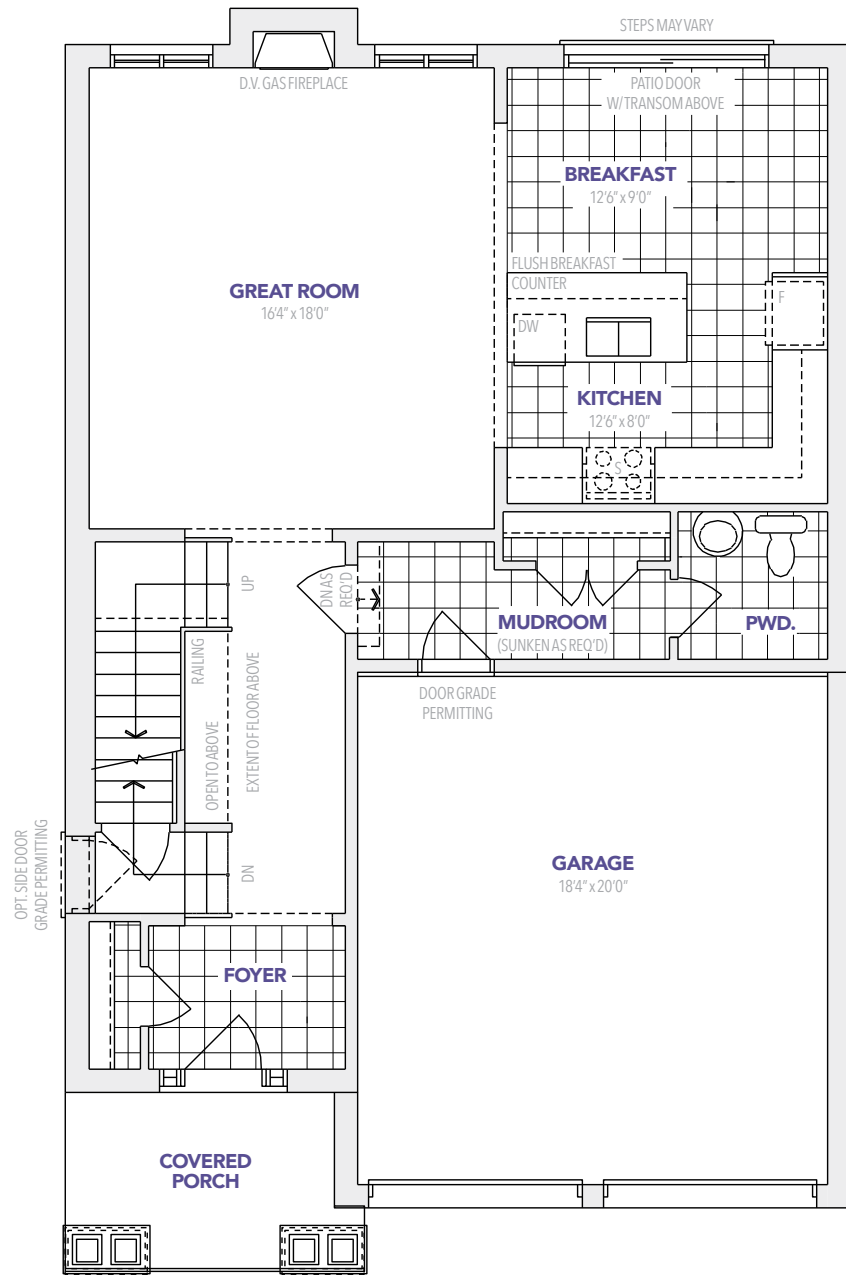 STEPS MAY VARY
D.V. GAS FIREPLACE
PATIO DOOR
W/ TRANSOM ABOVE
BREAKFAST
12'6" x 9'0"
GREAT ROOM
16'4" x 18'0"
FLUSH BREAKFAST
COUNTER
F
DW
KITCHEN
12'6" x 8'0"
S
UP
DN AS
REQ'D
MUDROOM
(SUNKEN AS REQ'D)
PWD.
RAILING
OPEN TO ABOVE
EXTENT OF FLOOR ABOVE
DOOR GRADE
PERMITTING
OPT. SIDE DOOR
GRADE PERMITTING
DN
GARAGE
18'4" x 20'0"
FOYER
COVERED
PORCH